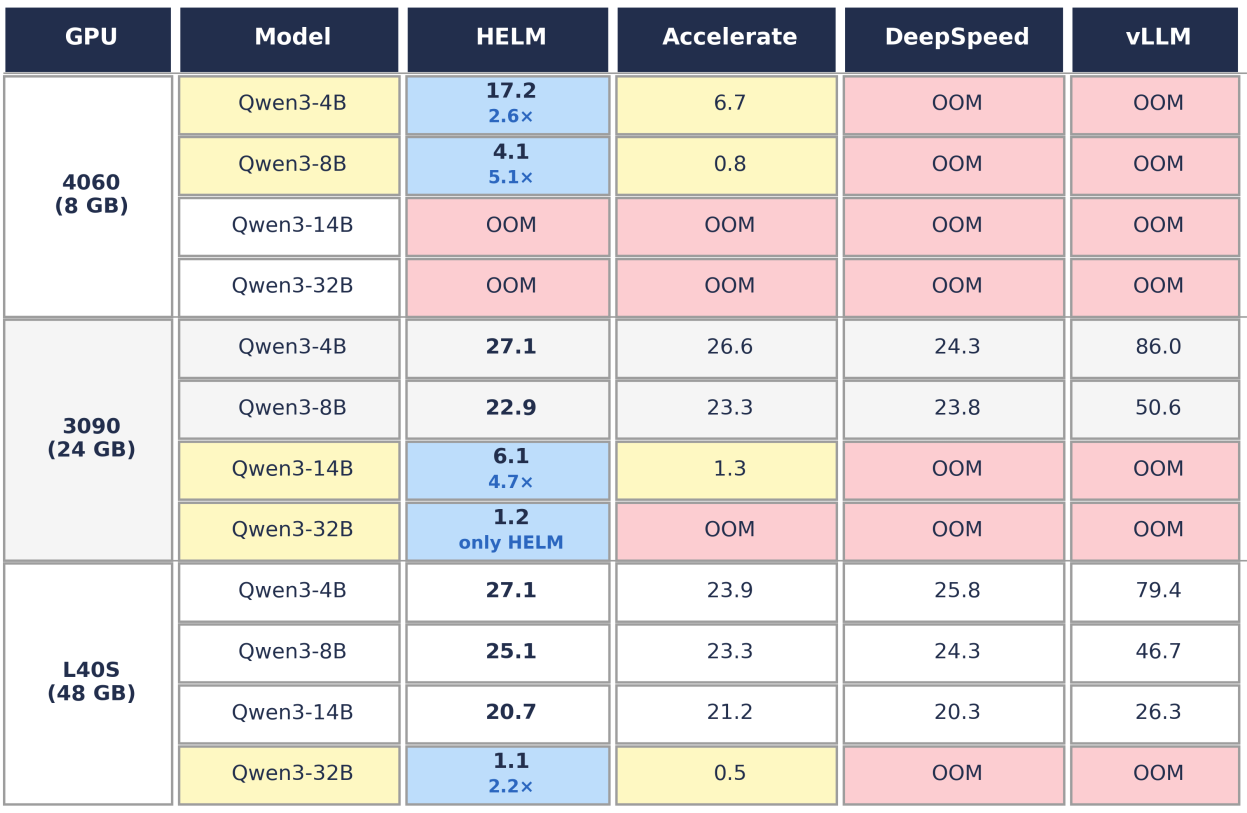 GPU Model HELM Accelerate DeepSpeed vLLM
4060
(8 GB)
Qwen3-4B 17.2 6.7 OOM OOM
2.6×
Qwen3-8B 4.1 0.8 OOM OOM
5.1×
Qwen3-14B OOM OOM OOM OOM
Qwen3-32B OOM OOM OOM OOM
3090
(24 GB)
Qwen3-4B 27.1 26.6 24.3 86.0
Qwen3-8B 22.9 23.3 23.8 50.6
Qwen3-14B 6.1 1.3 OOM OOM
4.7×
Qwen3-32B 1.2 OOM OOM OOM
only HELM
L40S
(48 GB)
Qwen3-4B 27.1 23.9 25.8 79.4
Qwen3-8B 25.1 23.3 24.3 46.7
Qwen3-14B 20.7 21.2 20.3 26.3
Qwen3-32B 1.1 0.5 OOM OOM
2.2×